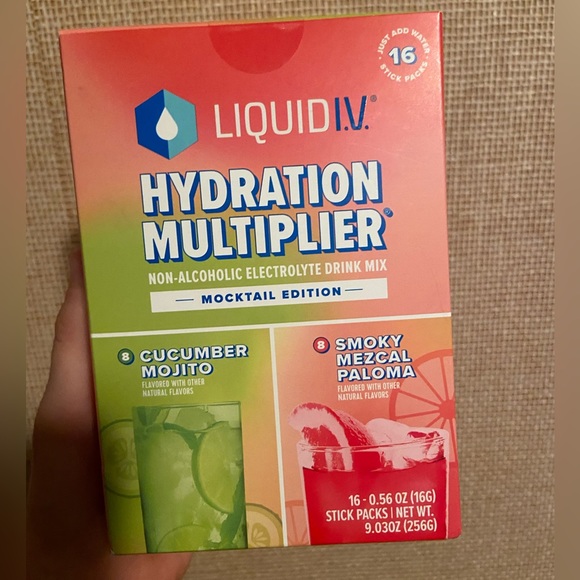 JUST ADD WATER
16
STICK PACKS
LIQUID I.V.®
HYDRATION
MULTIPLIER®
NON-ALCOHOLIC ELECTROLYTE DRINK MIX
MOCKTAIL EDITION
8 CUCUMBER
MOJITO
FLAVORED WITH OTHER
NATURAL FLAVORS
8 SMOKY
MEZCAL
PALOMA
FLAVORED WITH OTHER
NATURAL FLAVORS
16 - 0.56 OZ (16G)
STICK PACKS | NET WT.
9.03OZ (256G)